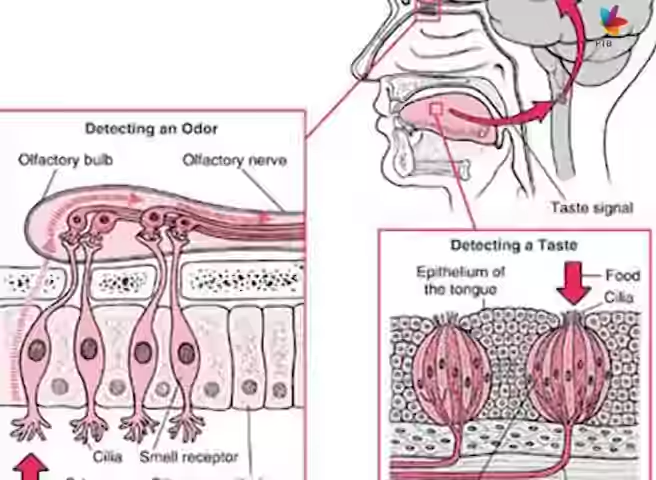 PTB
Detecting an Odor
Olfactory bulb
Olfactory nerve
Cilia
Smell receptor
Taste signal
Detecting a Taste
Epithelium of
the tongue
Food
Cilia